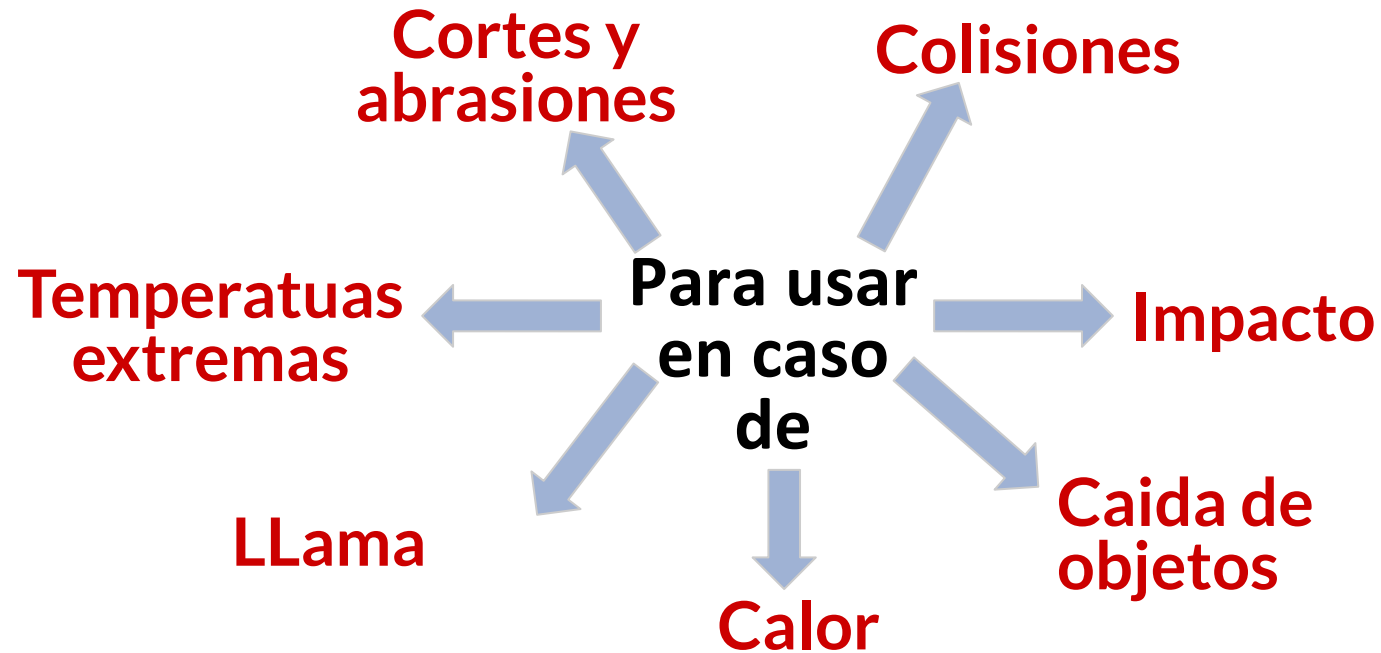 Cortes y
abrasiones
Colisiones
Temperatuas
extremas
Para usar
en caso
de
Impacto
LLama
Caida de
objetos
Calor